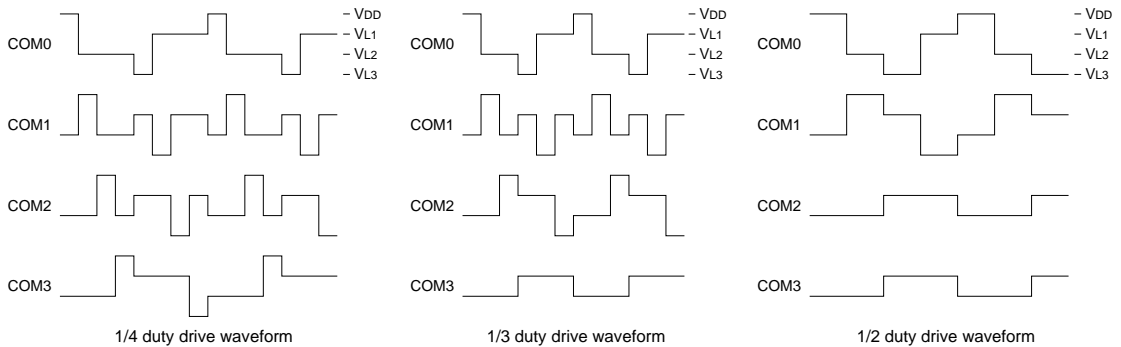 COM0
– VDD
– VL1
– VL2
– VL3
COM1
COM2
COM3
1/4 duty drive waveform
COM0
– VDD
– VL1
– VL2
– VL3
COM1
COM2
COM3
1/3 duty drive waveform
COM0
– VDD
– VL1
– VL2
– VL3
COM1
COM2
COM3
1/2 duty drive waveform